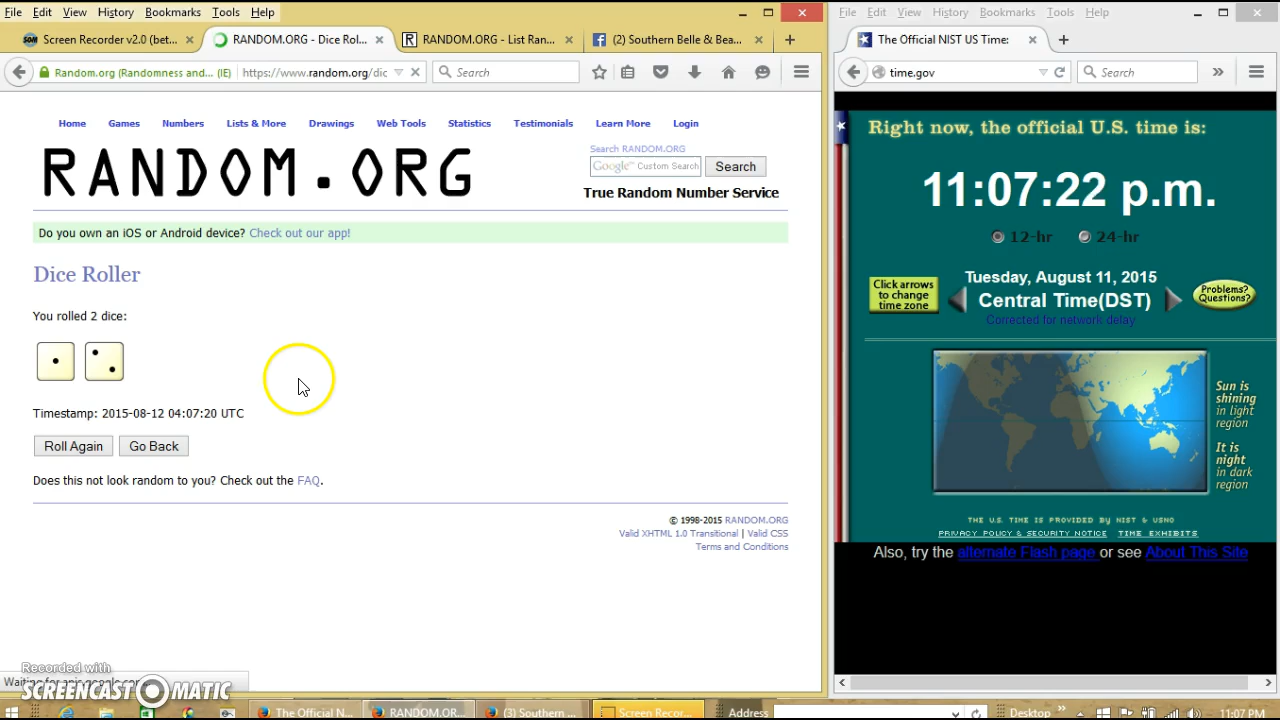 File Edit View History Bookmarks Tools Help
Screen Recorder v2.0 (bet...
RANDOM.ORG - Dice Rol...
RANDOM.ORG - List Ran...
(2) Southern Belle & Bea...
Random.org (Randomness and... (IE)
https://www.random.org/dic
Search
Home Games Numbers Lists & More Drawings Web Tools Statistics Testimonials Learn More Login
RANDOM.ORG
Search RANDOM.ORG
Google™ Custom Search
Search
True Random Number Service
Do you own an iOS or Android device? Check out our app!
Dice Roller
You rolled 2 dice:
Timestamp: 2015-08-12 04:07:20 UTC
Roll Again
Go Back
Does this not look random to you? Check out the FAQ.
© 1998-2015 RANDOM.ORG
Valid XHTML 1.0 Transitional | Valid CSS
Terms and Conditions
Recorded with
SCREENCAST-O-MATIC
File Edit View History Bookmarks Tools Help
The Official NIST US Time:
time.gov
Search
Right now, the official U.S. time is:
11:07:22 p.m.
12-hr 24-hr
Click arrows
to change
time zone
Tuesday, August 11, 2015
Central Time(DST)
Corrected for network delay
Problems?
Questions?
Sun is
shining
in light
region
It is
night
in dark
region
THE U.S. TIME IS PROVIDED BY NIST & USNO
PRIVACY POLICY & SECURITY NOTICE TIME EXHIBITS
Also, try the alternate Flash page or see About This Site
The Official N...
RANDOM.OR...
(3) Southern ...
Screen Recor...
Address
Desktop
11:07 PM